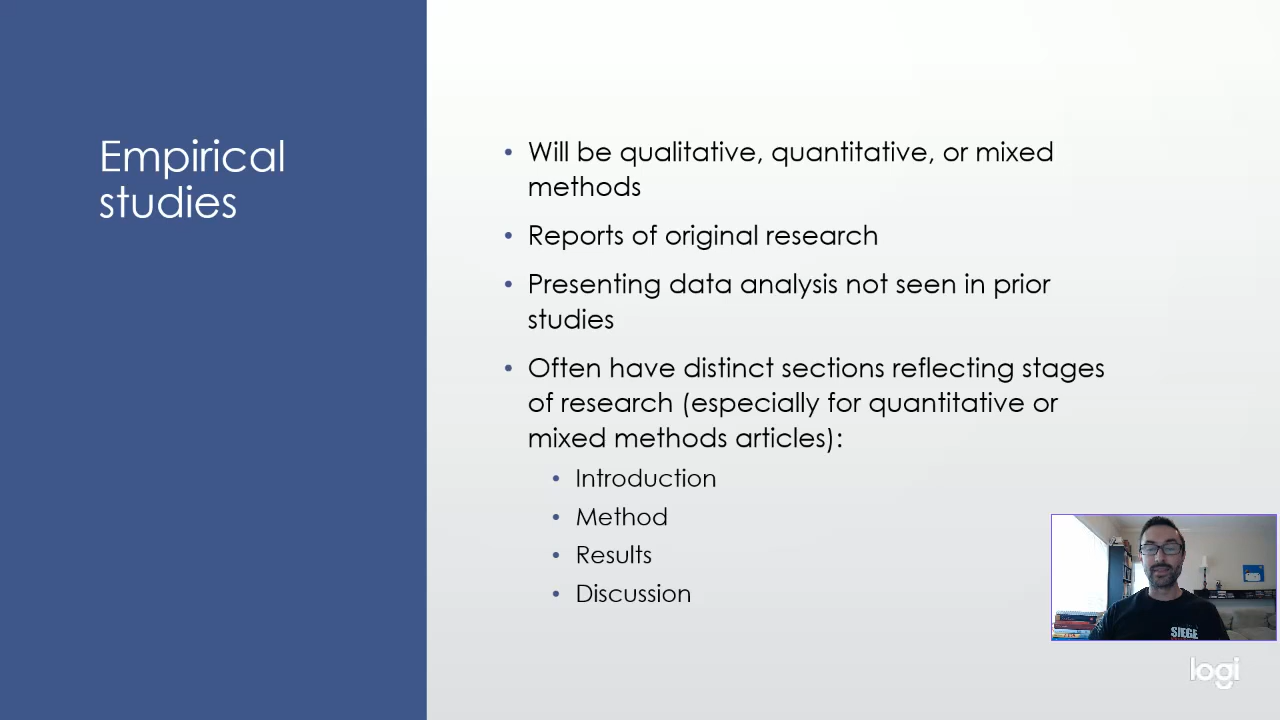 Empirical
studies
• Will be qualitative, quantitative, or mixed
methods
• Reports of original research
• Presenting data analysis not seen in prior
studies
• Often have distinct sections reflecting stages
of research (especially for quantitative or
mixed methods articles):
• Introduction
• Method
• Results
• Discussion
SIEGE
logi